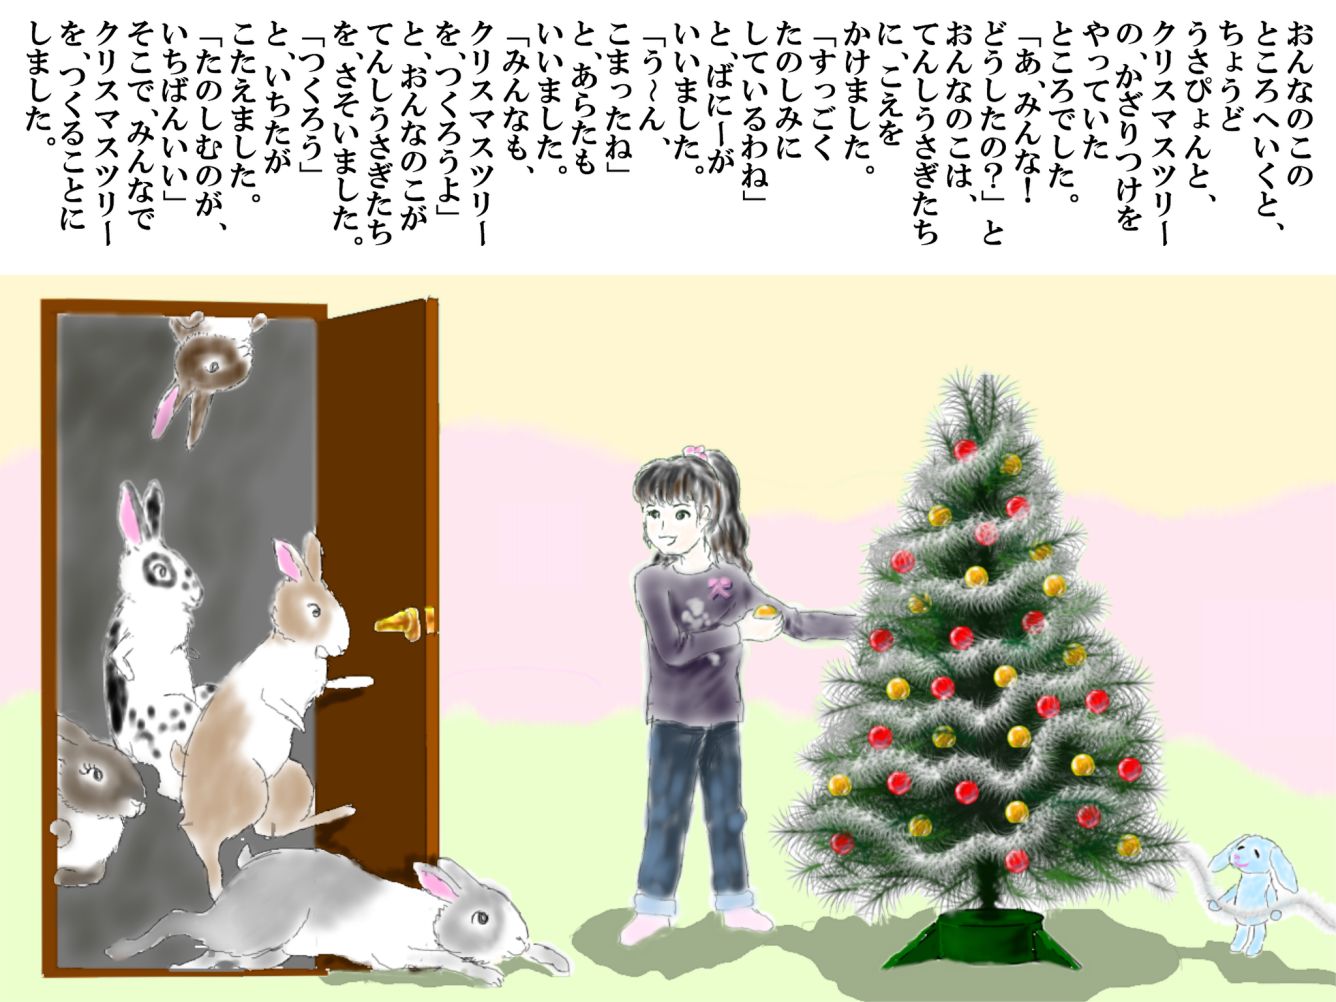 おんなのこの
ところへいくと、
ちょうど
うさぴょんと、
クリスマスツリー
の、かざりつけを
やっていた
ところでした。
「あ、みんな！
どうしたの？」と
おんなのこは、
てんしうさぎたち
に、こえを
かけました。
「すっごく
たのしみに
しているわね」
と、ばにーが
いいました。
「う～ん、
こまったね」
と、あらたも
いいました。
「みんなも、
クリスマスツリー
を、つくろうよ」
と、おんなのこが
てんしうさぎたち
を、さそいました。
「つくろう」
と、いちたが
こたえました。
「たのしむのが、
いちばんいい」
そこで、みんなで
クリスマスツリー
を、つくることに
しました。